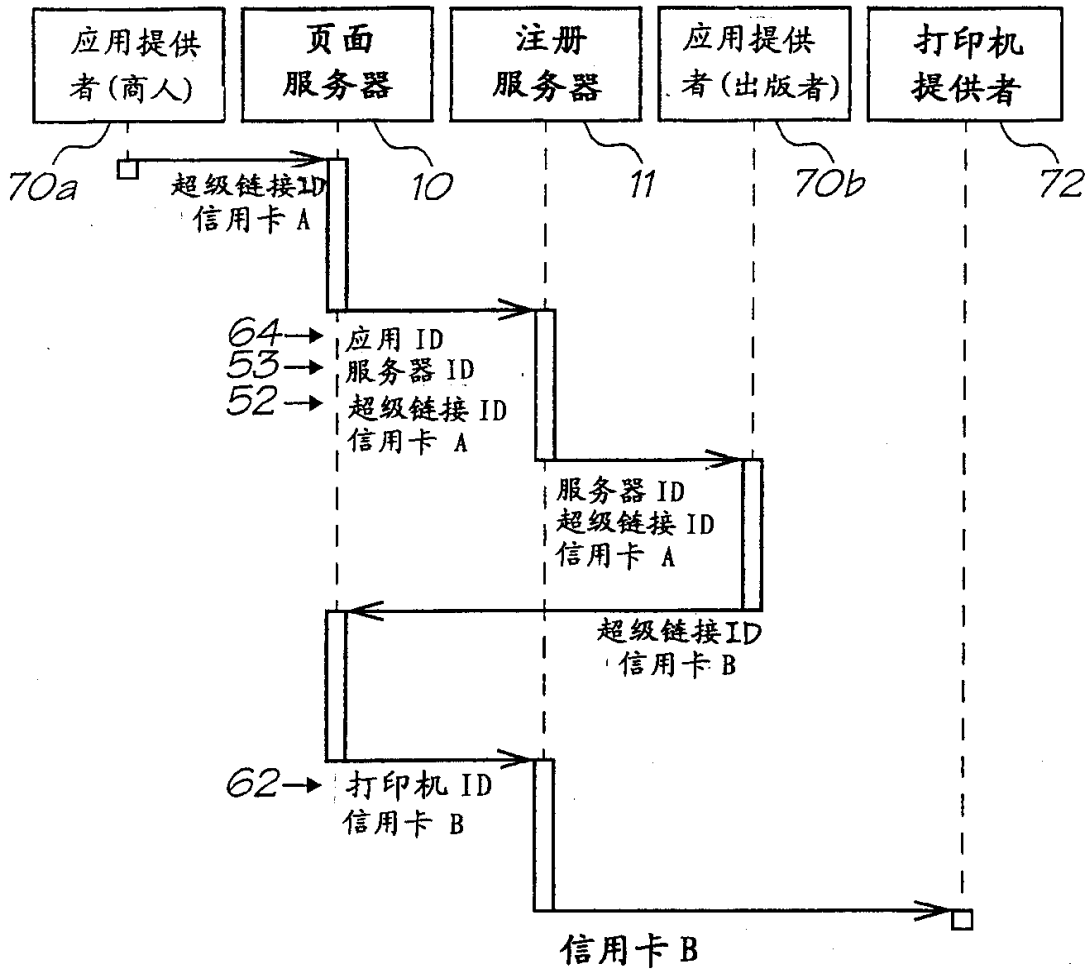 应用提供
者(商人)
页面
服务器
注册
服务器
应用提供
者(出版者)
打印机
提供者
70a
10
11
70b
72
超级链接ID
信用卡 A
64
应用 ID
53
服务器 ID
52
超级链接 ID
信用卡 A
服务器 ID
超级链接 ID
信用卡 A
超级链接ID
信用卡 B
62
打印机 ID
信用卡 B
信用卡 B